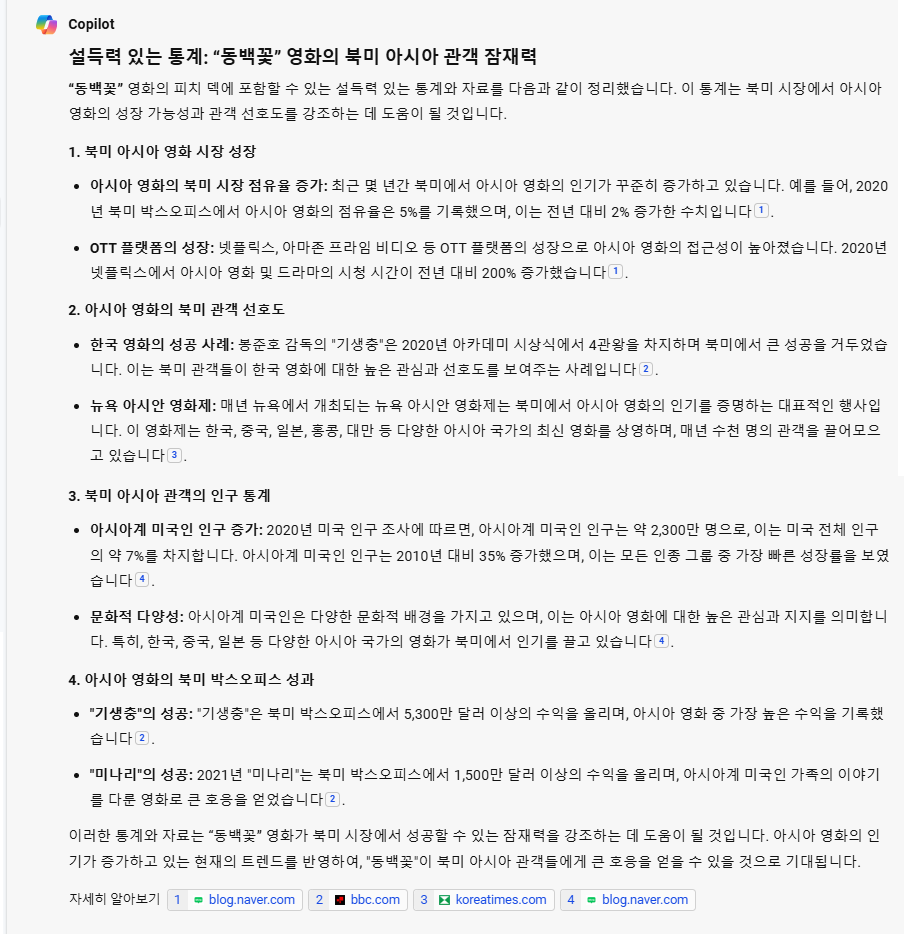 Copilot
설득력 있는 통계: “동백꽃” 영화의 북미 아시아 관객 잠재력
“동백꽃” 영화의 피치 덱에 포함할 수 있는 설득력 있는 통계와 자료를 다음과 같이 정리했습니다. 이 통계는 북미 시장에서 아시아
영화의 성장 가능성과 관객 선호도를 강조하는 데 도움이 될 것입니다.
1. 북미 아시아 영화 시장 성장
• 아시아 영화의 북미 시장 점유율 증가: 최근 몇 년간 북미에서 아시아 영화의 인기가 꾸준히 증가하고 있습니다. 예를 들어, 2020
년 북미 박스오피스에서 아시아 영화의 점유율은 5%를 기록했으며, 이는 전년 대비 2% 증가한 수치입니다 1 .
• OTT 플랫폼의 성장: 넷플릭스, 아마존 프라임 비디오 등 OTT 플랫폼의 성장으로 아시아 영화의 접근성이 높아졌습니다. 2020년
넷플릭스에서 아시아 영화 및 드라마의 시청 시간이 전년 대비 200% 증가했습니다 1 .
2. 아시아 영화의 북미 관객 선호도
• 한국 영화의 성공 사례: 봉준호 감독의 "기생충"은 2020년 아카데미 시상식에서 4관왕을 차지하며 북미에서 큰 성공을 거두었습
니다. 이는 북미 관객들이 한국 영화에 대한 높은 관심과 선호도를 보여주는 사례입니다 2 .
• 뉴욕 아시안 영화제: 매년 뉴욕에서 개최되는 뉴욕 아시안 영화제는 북미에서 아시아 영화의 인기를 증명하는 대표적인 행사입
니다. 이 영화제는 한국, 중국, 일본, 홍콩, 대만 등 다양한 아시아 국가의 최신 영화를 상영하며, 매년 수천 명의 관객을 끌어모으
고 있습니다 3 .
3. 북미 아시아 관객의 인구 통계
• 아시아계 미국인 인구 증가: 2020년 미국 인구 조사에 따르면, 아시아계 미국인 인구는 약 2,300만 명으로, 이는 미국 전체 인구
의 약 7%를 차지합니다. 아시아계 미국인 인구는 2010년 대비 35% 증가했으며, 이는 모든 인종 그룹 중 가장 빠른 성장률을 보였
습니다 4 .
• 문화적 다양성: 아시아계 미국인은 다양한 문화적 배경을 가지고 있으며, 이는 아시아 영화에 대한 높은 관심과 지지를 의미합니
다. 특히, 한국, 중국, 일본 등 다양한 아시아 국가의 영화가 북미에서 인기를 끌고 있습니다 4 .
4. 아시아 영화의 북미 박스오피스 성과
• "기생충"의 성공: "기생충"은 북미 박스오피스에서 5,300만 달러 이상의 수익을 올리며, 아시아 영화 중 가장 높은 수익을 기록했
습니다 2 .
• "미나리"의 성공: 2021년 "미나리"는 북미 박스오피스에서 1,500만 달러 이상의 수익을 올리며, 아시아계 미국인 가족의 이야기
를 다룬 영화로 큰 호응을 얻었습니다 2 .
이러한 통계와 자료는 “동백꽃” 영화가 북미 시장에서 성공할 수 있는 잠재력을 강조하는 데 도움이 될 것입니다. 아시아 영화의 인
기가 증가하고 있는 현재의 트렌드를 반영하여, "동백꽃"이 북미 아시아 관객들에게 큰 호응을 얻을 수 있을 것으로 기대됩니다.
자세히 알아보기 1 blog.naver.com 2 bbc.com 3 koreatimes.com 4 blog.naver.com